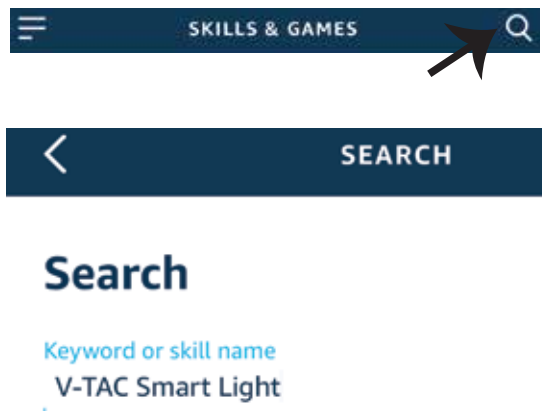 SKILLS & GAMES
SEARCH
Search
Keyword or skill name
V-TAC Smart Light